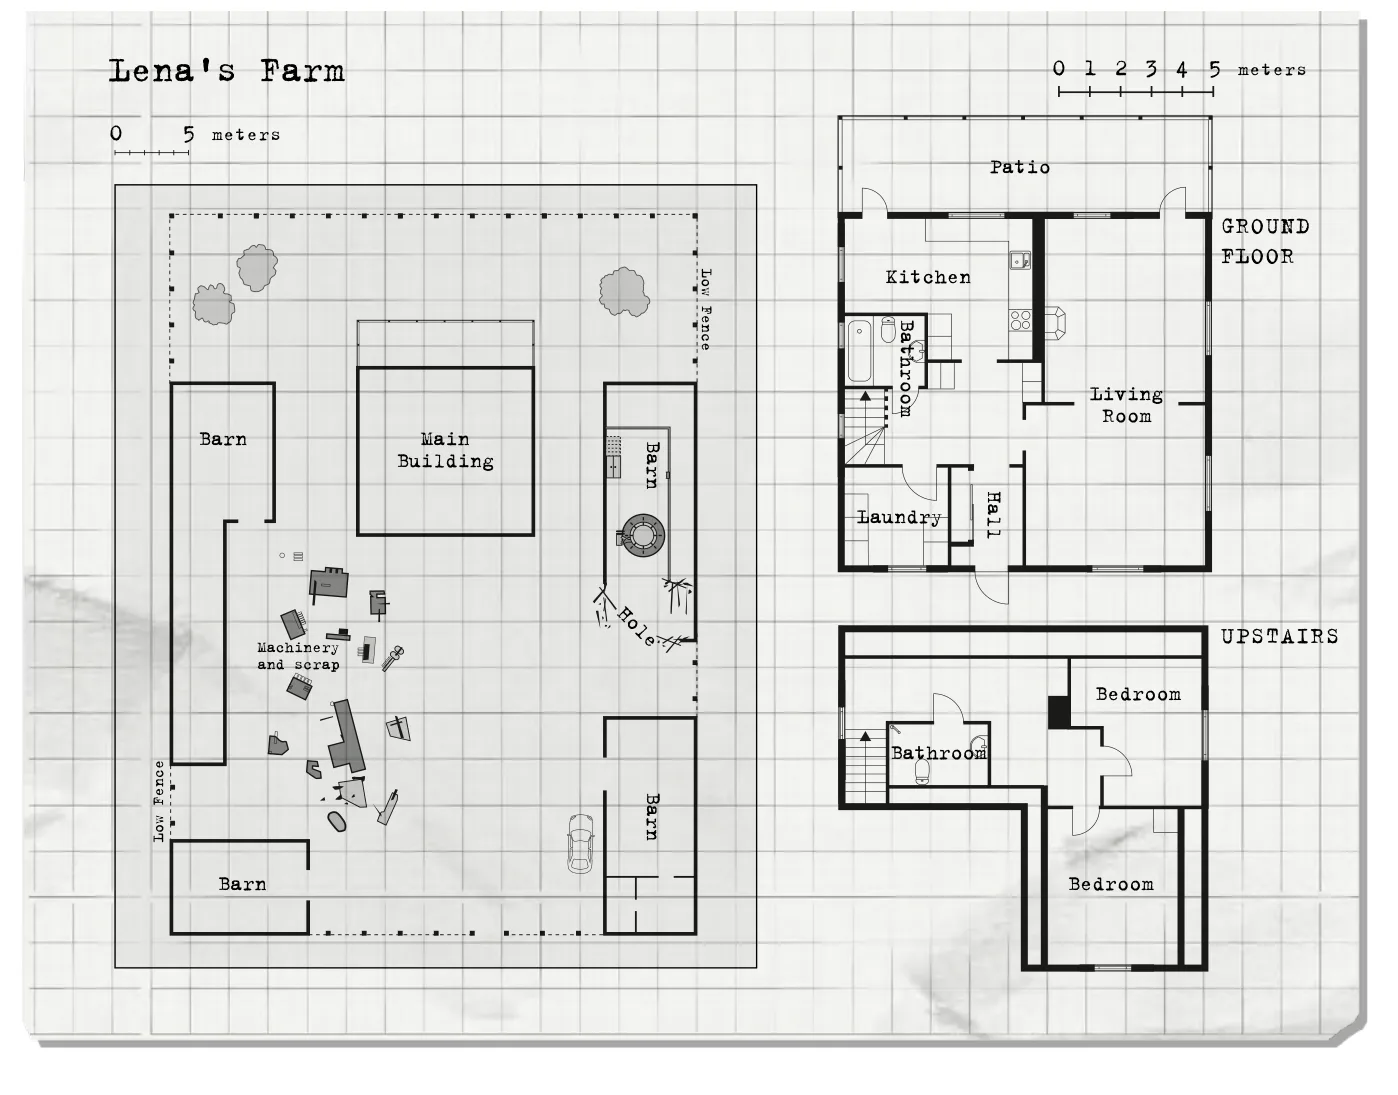 Lena's Farm
0 5 meters
Low Fence
Barn
Main
Building
Barn
Hole
Machinery
and scrap
Low Fence
Barn
Barn
0 1 2 3 4 5 meters
Patio
GROUND
FLOOR
Kitchen
Bathroom
Living
Room
Laundry
Hall
UPSTAIRS
Bedroom
Bathroom
Bedroom